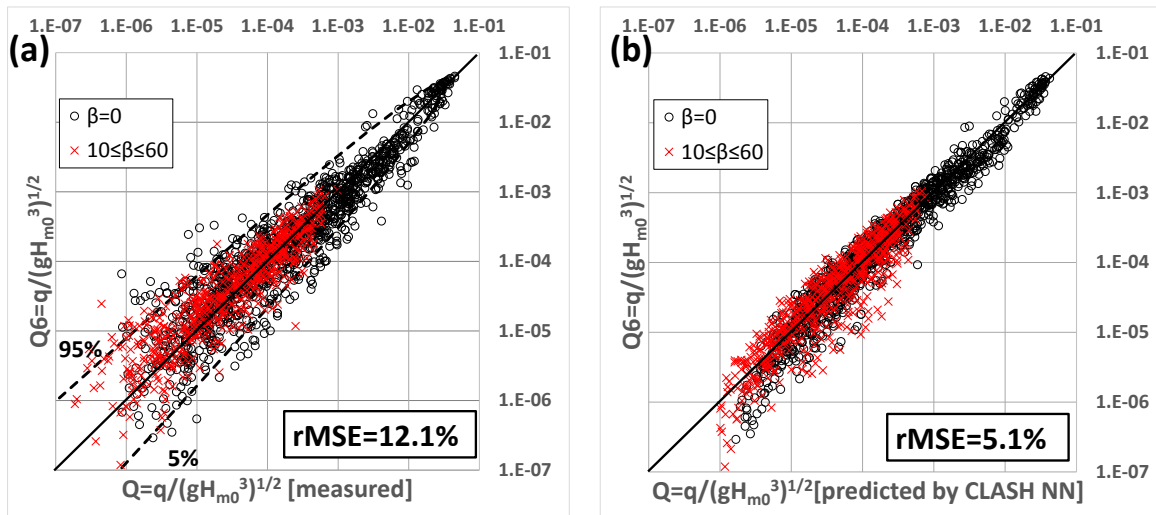 (a)
1.E-07 1.E-06 1.E-05 1.E-04 1.E-03 1.E-02 1.E-01
1.E-01
1.E-02
1.E-03
1.E-04
1.E-05
1.E-06
1.E-07
β=0
10≤β≤60
Q6=q/(gHm0³)^1/2
95%
5%
rMSE=12.1%
Q=q/(gHm0³)^1/2 [measured]
(b)
1.E-07 1.E-06 1.E-05 1.E-04 1.E-03 1.E-02 1.E-01
1.E-01
1.E-02
1.E-03
1.E-04
1.E-05
1.E-06
1.E-07
β=0
10≤β≤60
Q6=q/(gHm0³)^1/2
rMSE=5.1%
Q=q/(gHm0³)^1/2[predicted by CLASH NN]